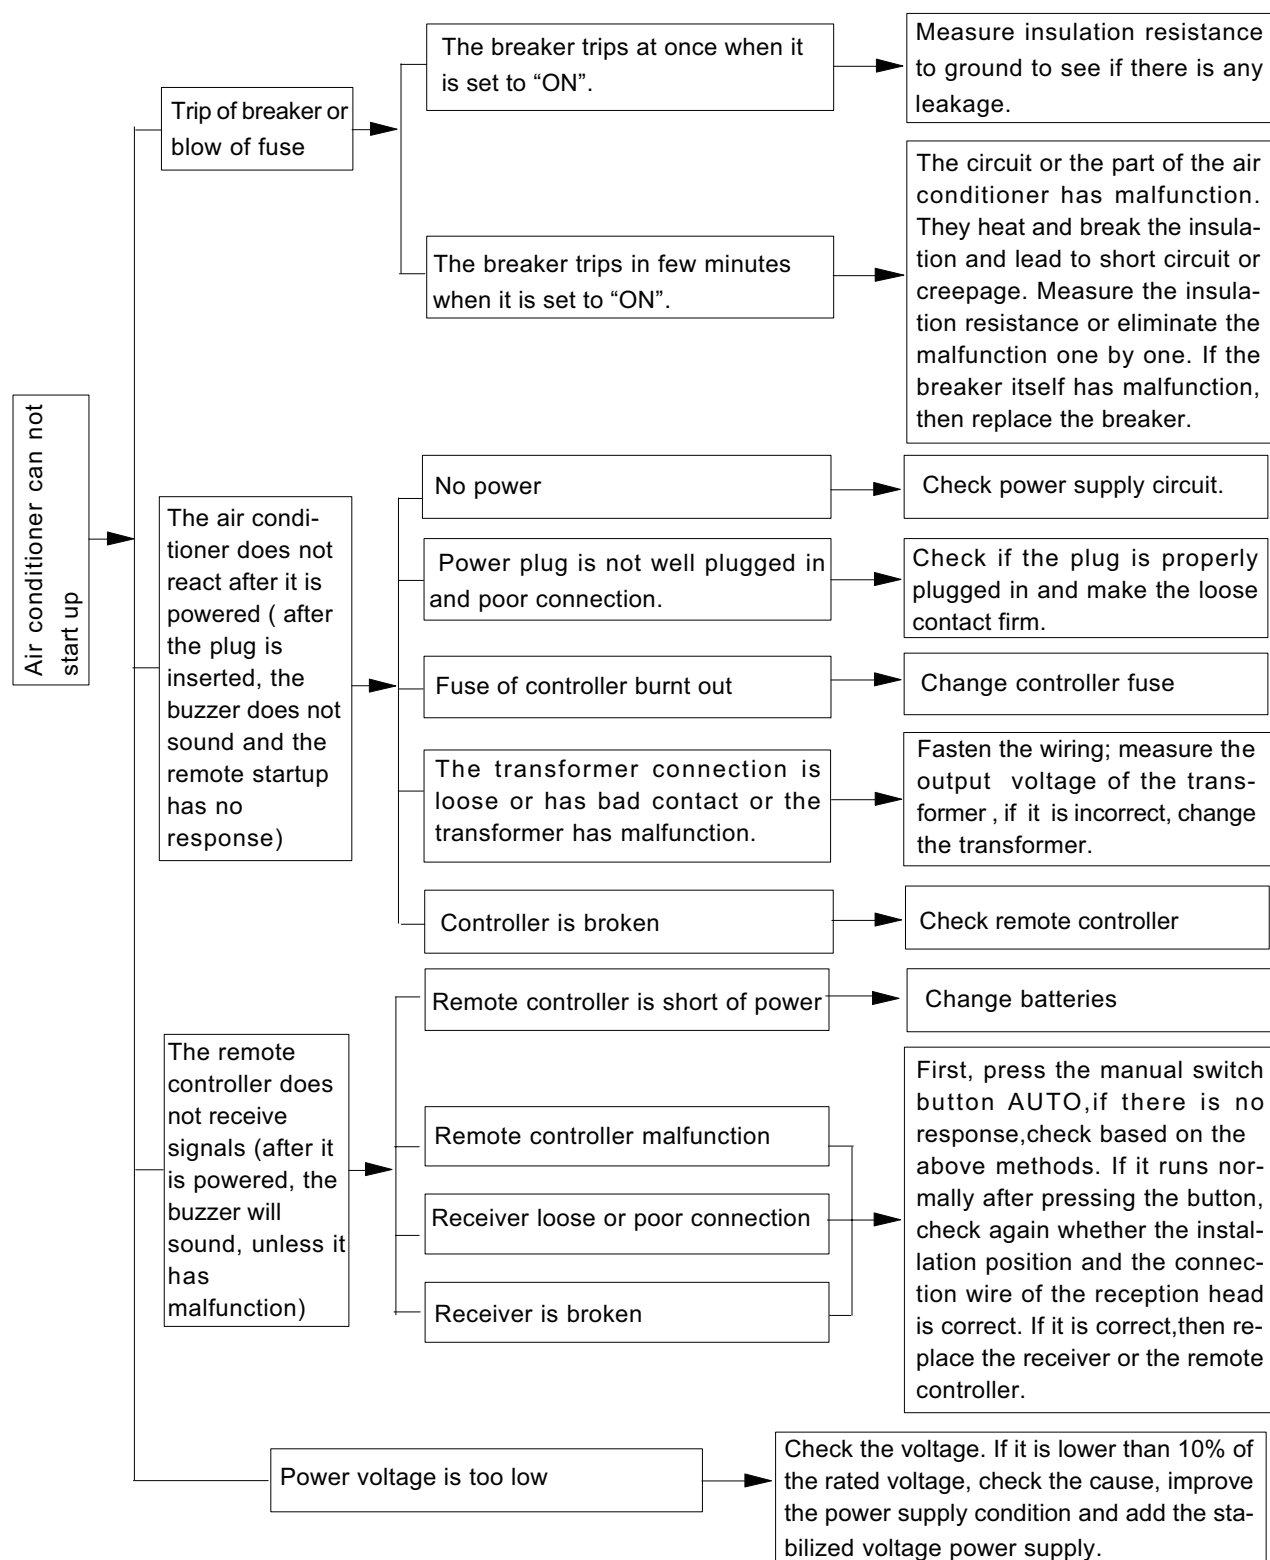 Air conditioner can not
start up
Trip of breaker or
blow of fuse
The breaker trips at once when it
is set to “ON”.
Measure insulation resistance
to ground to see if there is any
leakage.
The breaker trips in few minutes
when it is set to “ON”.
The circuit or the part of the air
conditioner has malfunction.
They heat and break the insula-
tion and lead to short circuit or
creepage. Measure the insula-
tion resistance or eliminate the
malfunction one by one. If the
breaker itself has malfunction,
then replace the breaker.
The air condi-
tioner does not
react after it is
powered ( after
the plug is
inserted, the
buzzer does not
sound and the
remote startup
has no
response)
No power
Check power supply circuit.
Power plug is not well plugged in
and poor connection.
Check if the plug is properly
plugged in and make the loose
contact firm.
Fuse of controller burnt out
Change controller fuse
The transformer connection is
loose or has bad contact or the
transformer has malfunction.
Fasten the wiring; measure the
output voltage of the trans-
former , if it is incorrect, change
the transformer.
Controller is broken
Check remote controller
The remote
controller does
not receive
signals (after it
is powered, the
buzzer will
sound, unless it
has
malfunction)
Remote controller is short of power
Change batteries
Remote controller malfunction
Receiver loose or poor connection
Receiver is broken
First, press the manual switch
button AUTO,if there is no
response,check based on the
above methods. If it runs nor-
mally after pressing the button,
check again whether the instal-
lation position and the connec-
tion wire of the reception head
is correct. If it is correct,then re-
place the receiver or the remote
controller.
Power voltage is too low
Check the voltage. If it is lower than 10% of
the rated voltage, check the cause, improve
the power supply condition and add the sta-
bilized voltage power supply.